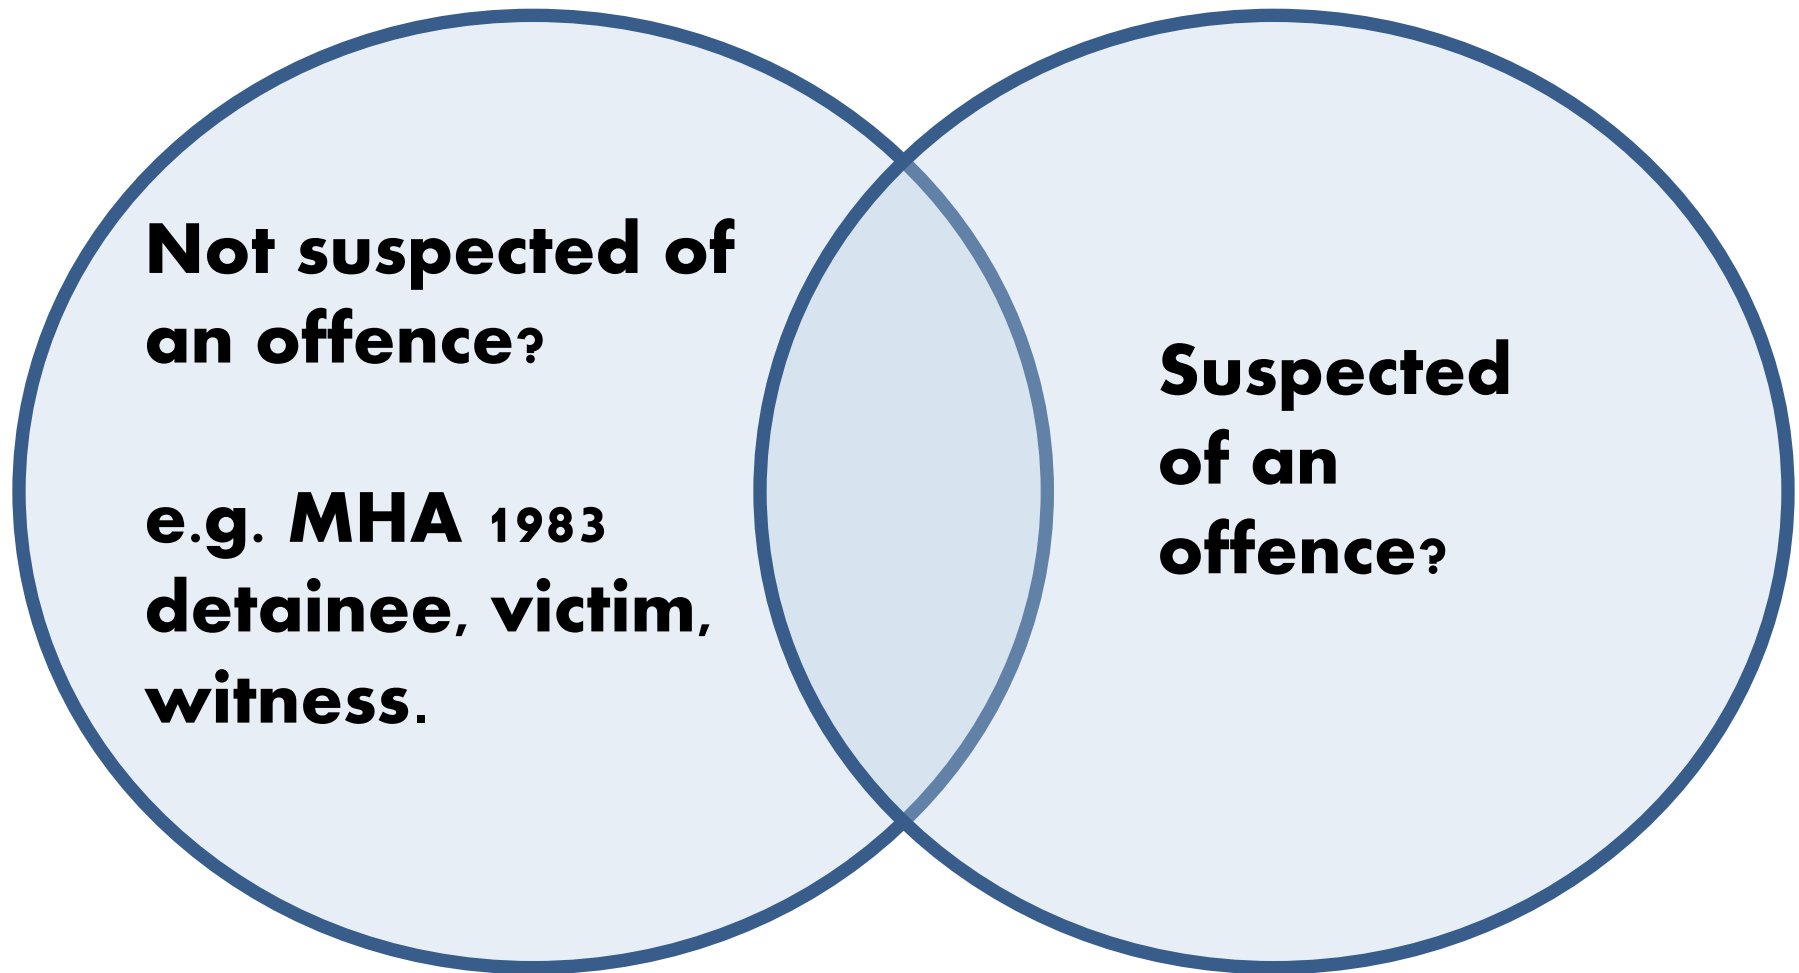 Not suspected of
an offence?
e.g. MHA 1983
detainee, victim,
witness.
Suspected
of an
offence?